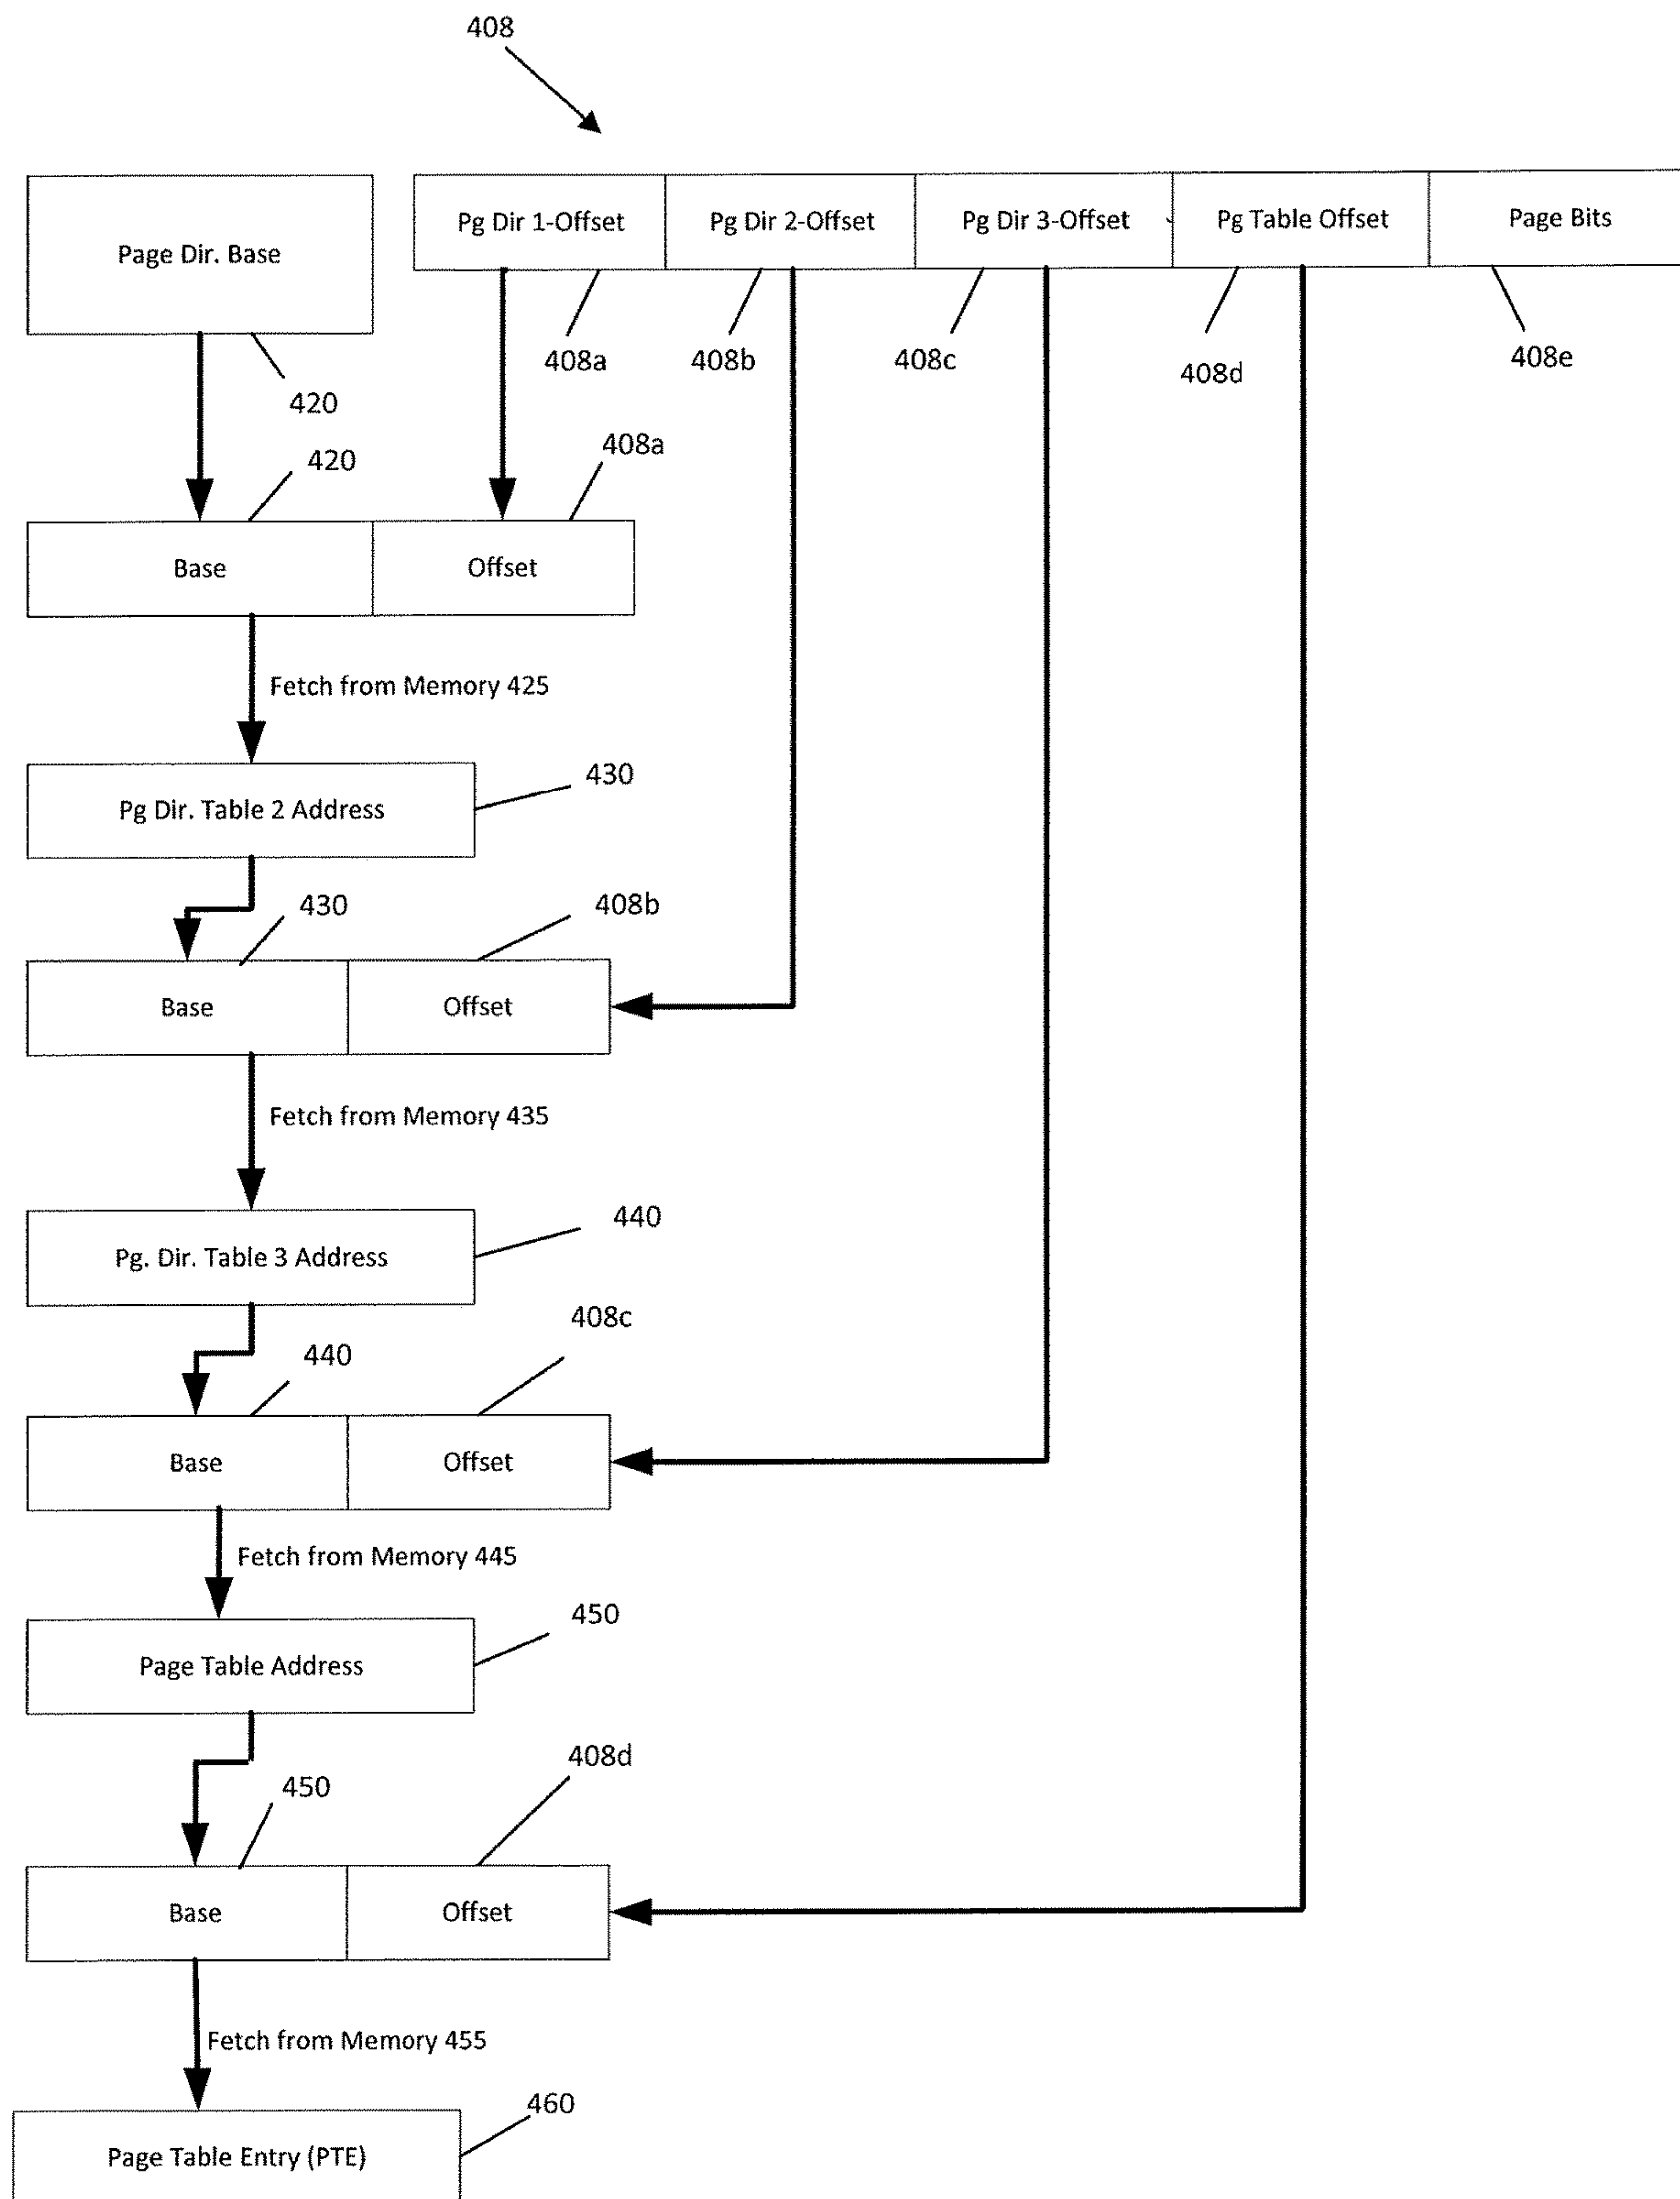 408
Page Dir. Base
Pg Dir 1-Offset
Pg Dir 2-Offset
Pg Dir 3-Offset
Pg Table Offset
Page Bits
408a
408b
408c
408d
408e
420
420
408a
Base
Offset
Fetch from Memory 425
Pg Dir. Table 2 Address
430
430
408b
Base
Offset
Fetch from Memory 435
Pg. Dir. Table 3 Address
440
440
408c
Base
Offset
Fetch from Memory 445
Page Table Address
450
450
408d
Base
Offset
Fetch from Memory 455
Page Table Entry (PTE)
460